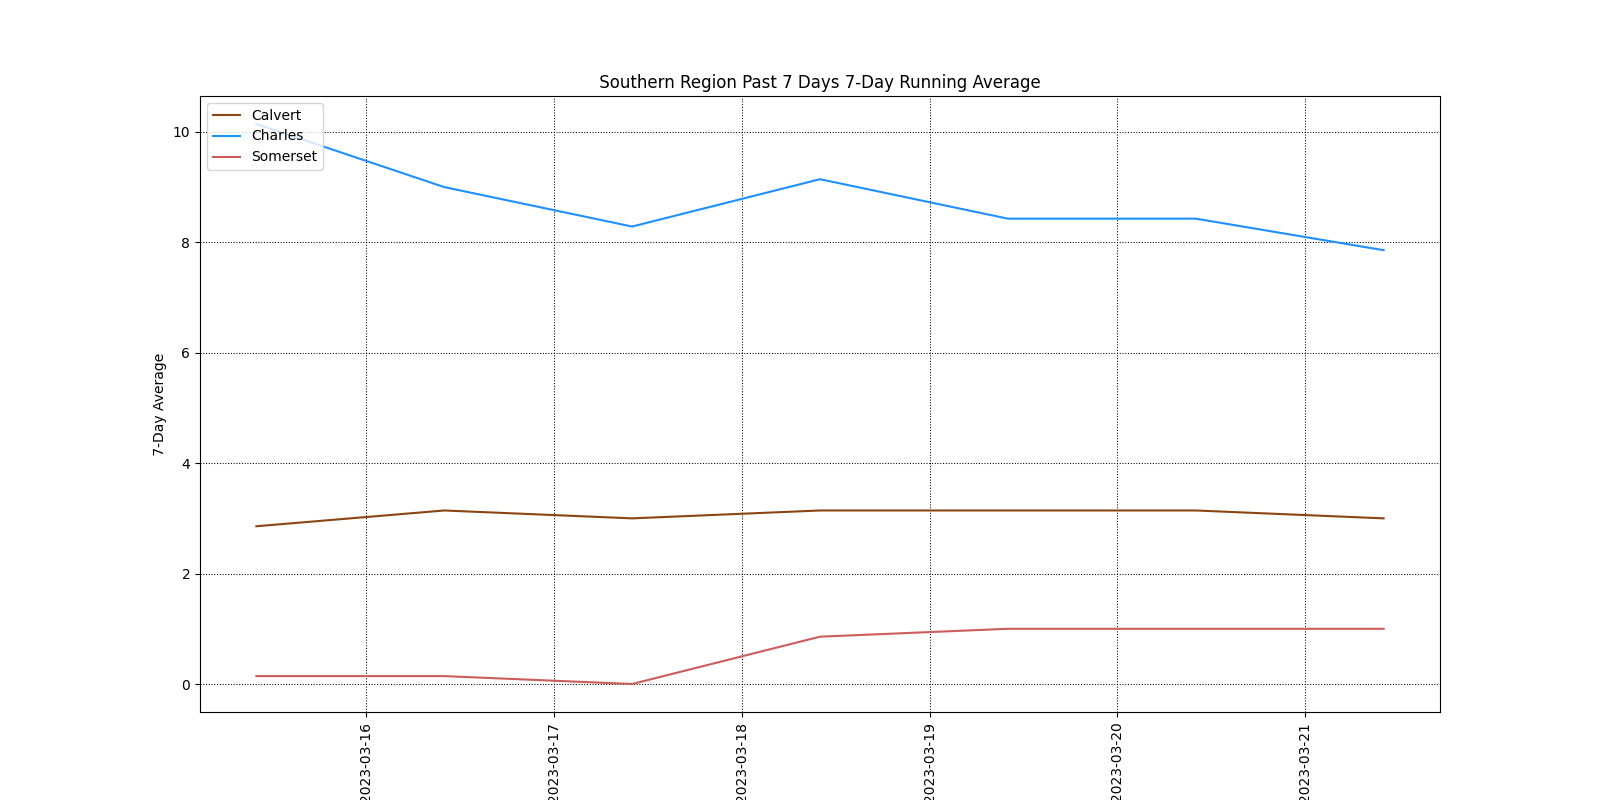 Southern Region Past 7 Days 7-Day Running Average
Calvert
Charles
Somerset
10
8
6
4
2
0
7-Day Average
2023-03-16
2023-03-17
2023-03-18
2023-03-19
2023-03-20
2023-03-21